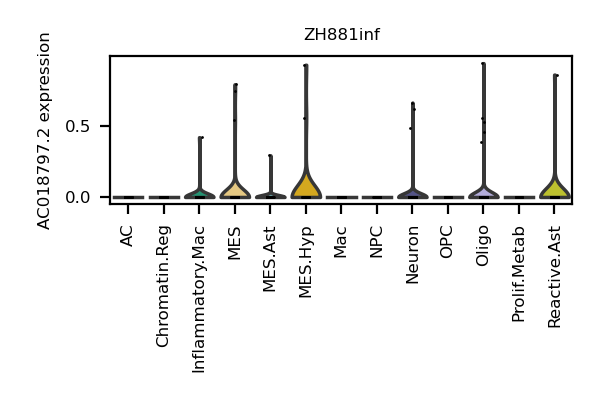 ZH881inf
AC018797.2 expression
0.5
0.0
AC
Chromatin.Reg
Inflammatory.Mac
MES
MES.Ast
MES.Hyp
Mac
NPC
Neuron
OPC
Oligo
Prolif.Metab
Reactive.Ast